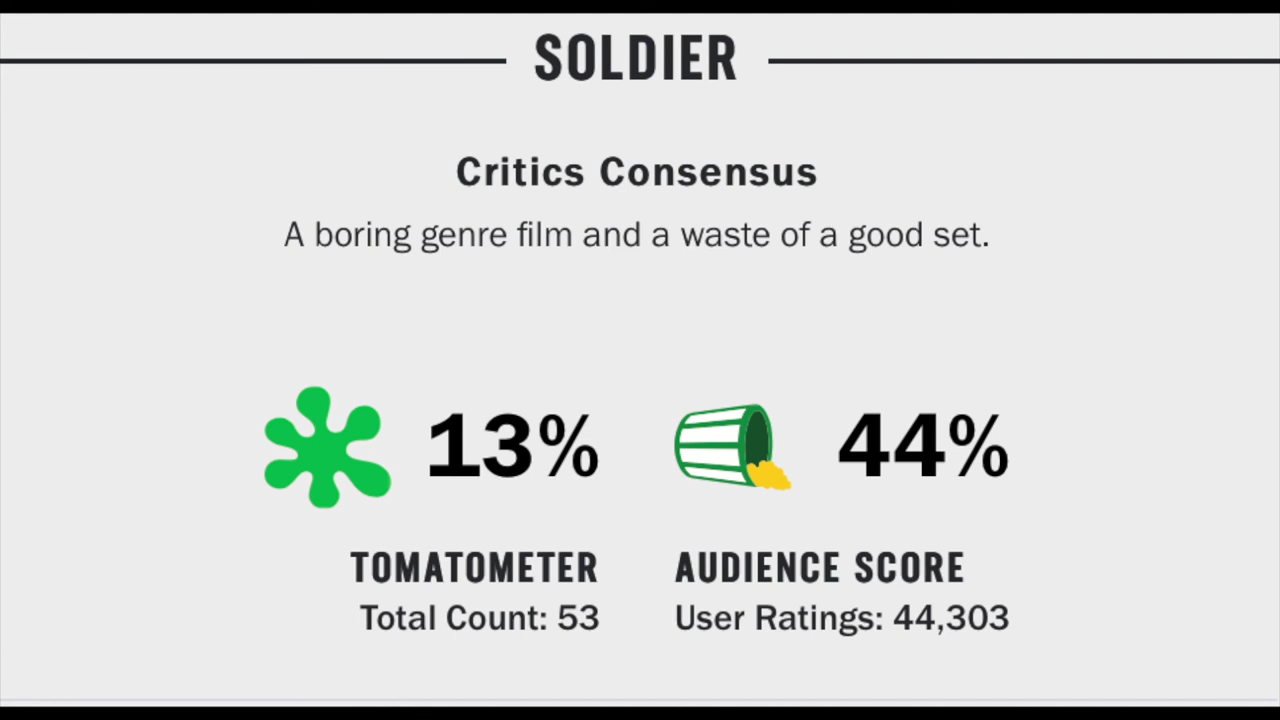 SOLDIER
Critics Consensus
A boring genre film and a waste of a good set.
13% 44%
TOMATOMETER AUDIENCE SCORE
Total Count: 53 User Ratings: 44,303